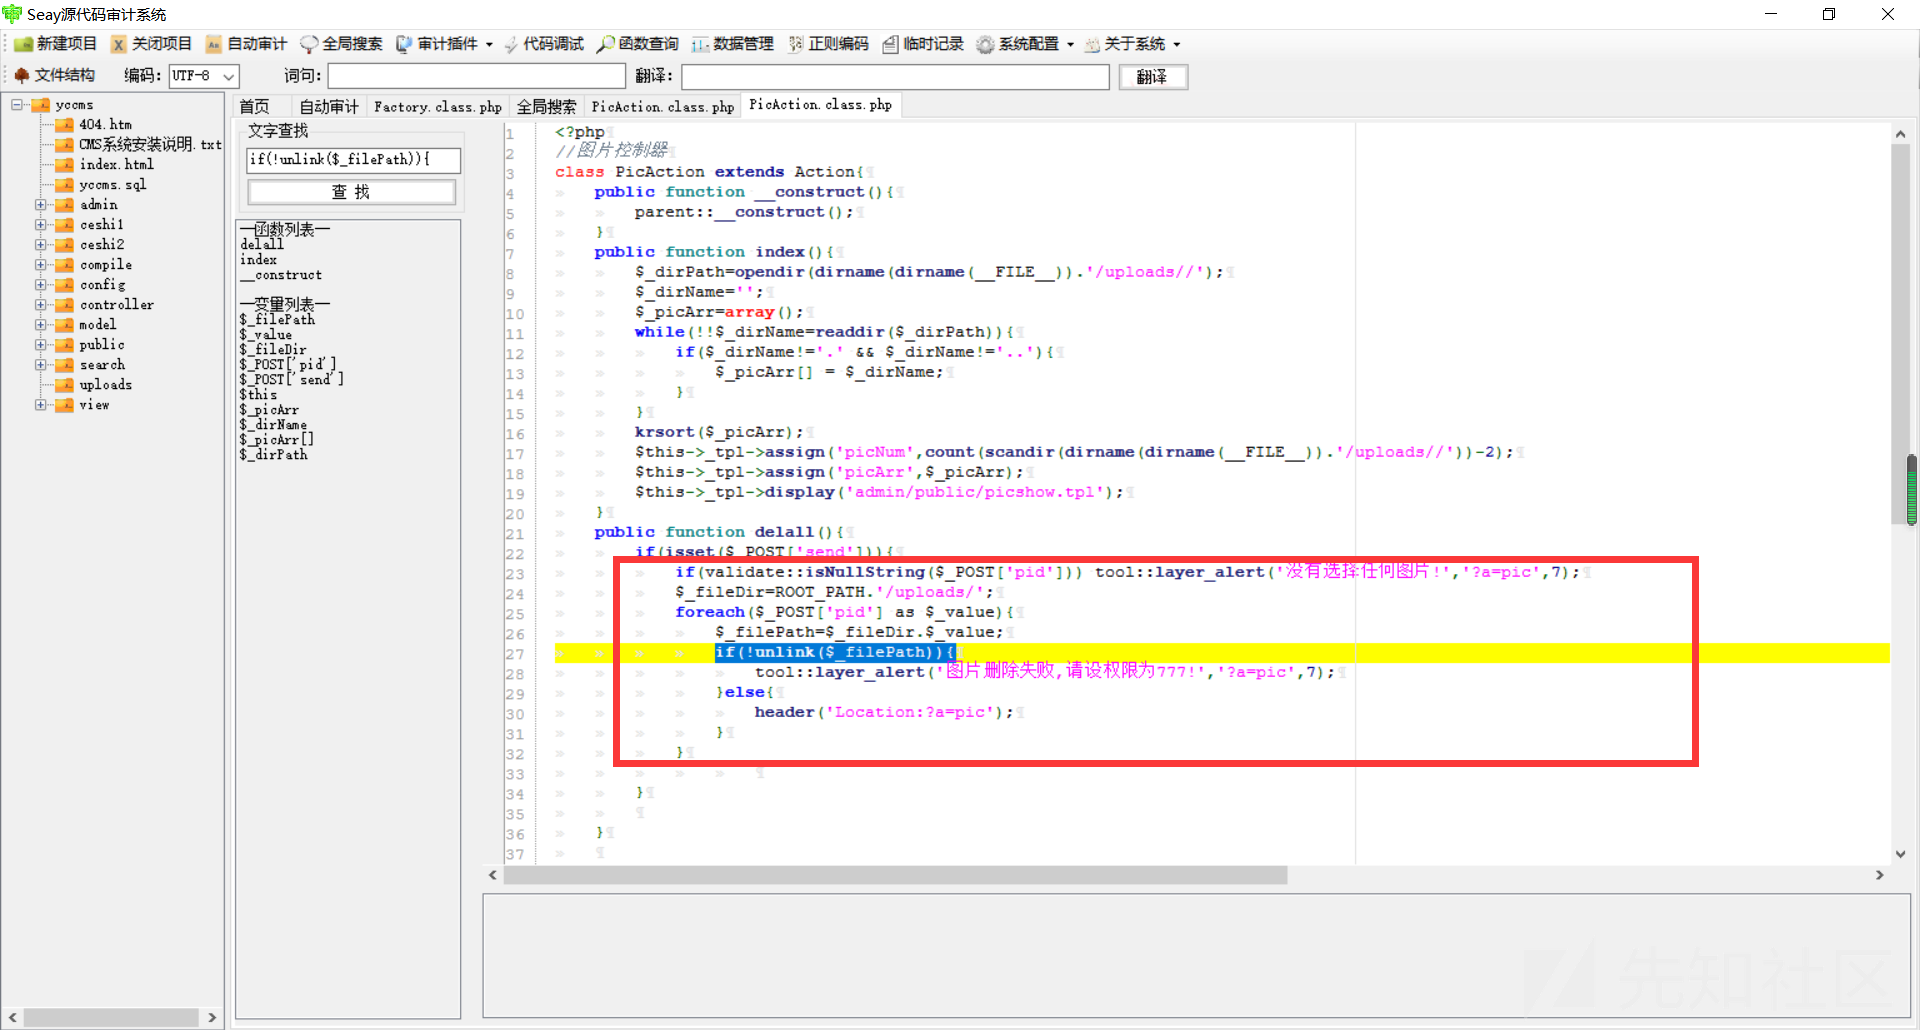 Seay源代码审计系统
新建项目 关闭项目 自动审计 全局搜索 审计插件 代码调试 函数查询 数据管理 正则编码 临时记录 系统配置 关于系统
文件结构 编码: UTF-8 词句: 翻译: 翻译
yccms
404.htm
CMS系统安装说明.txt
index.html
yccms.sql
admin
ceshi1
ceshi2
compile
config
controller
model
public
search
uploads
view
首页 自动审计 Factory.class.php 全局搜索 PicAction.class.php PicAction.class.php
文字查找
if(!unlink($_filePath)){
查 找
—函数列表—
delall
index
__construct
—变量列表—
$_filePath
$_value
$_fileDir
$_POST['pid']
$_POST['send']
$this
$_picArr
$_dirName
$_picArr[]
$_dirPath
1 <?php
2 //图片控制器
3 class PicAction extends Action{
4 public function __construct(){
5 parent::__construct();
6 }
7 public function index(){
8 $_dirPath=opendir(dirname(dirname(__FILE__)).'/uploads//');
9 $_dirName='';
10 $_picArr=array();
11 while(!!$_dirName=readdir($_dirPath)){
12 if($_dirName!='.' && $_dirName!='..'){
13 $_picArr[] = $_dirName;
14 }
15 }
16 krsort($_picArr);
17 $this->_tpl->assign('picNum',count(scandir(dirname(dirname(__FILE__)).'/uploads//'))-2);
18 $this->_tpl->assign('picArr',$_picArr);
19 $this->_tpl->display('admin/public/picshow.tpl');
20 }
21 public function delall(){
22 if(isset($_POST['send'])){
23 if(validate::isNullString($_POST['pid'])) tool::layer_alert('没有选择任何图片!','?a=pic',7);
24 $_fileDir=ROOT_PATH.'/uploads/';
25 foreach($_POST['pid'] as $_value){
26 $_filePath=$_fileDir.$_value;
27 if(!unlink($_filePath)){
28 tool::layer_alert('图片删除失败,请设权限为777!','?a=pic',7);
29 }else{
30 header('Location:?a=pic');
31 }
32 }
33
34 }
35
36 }
37
先知社区